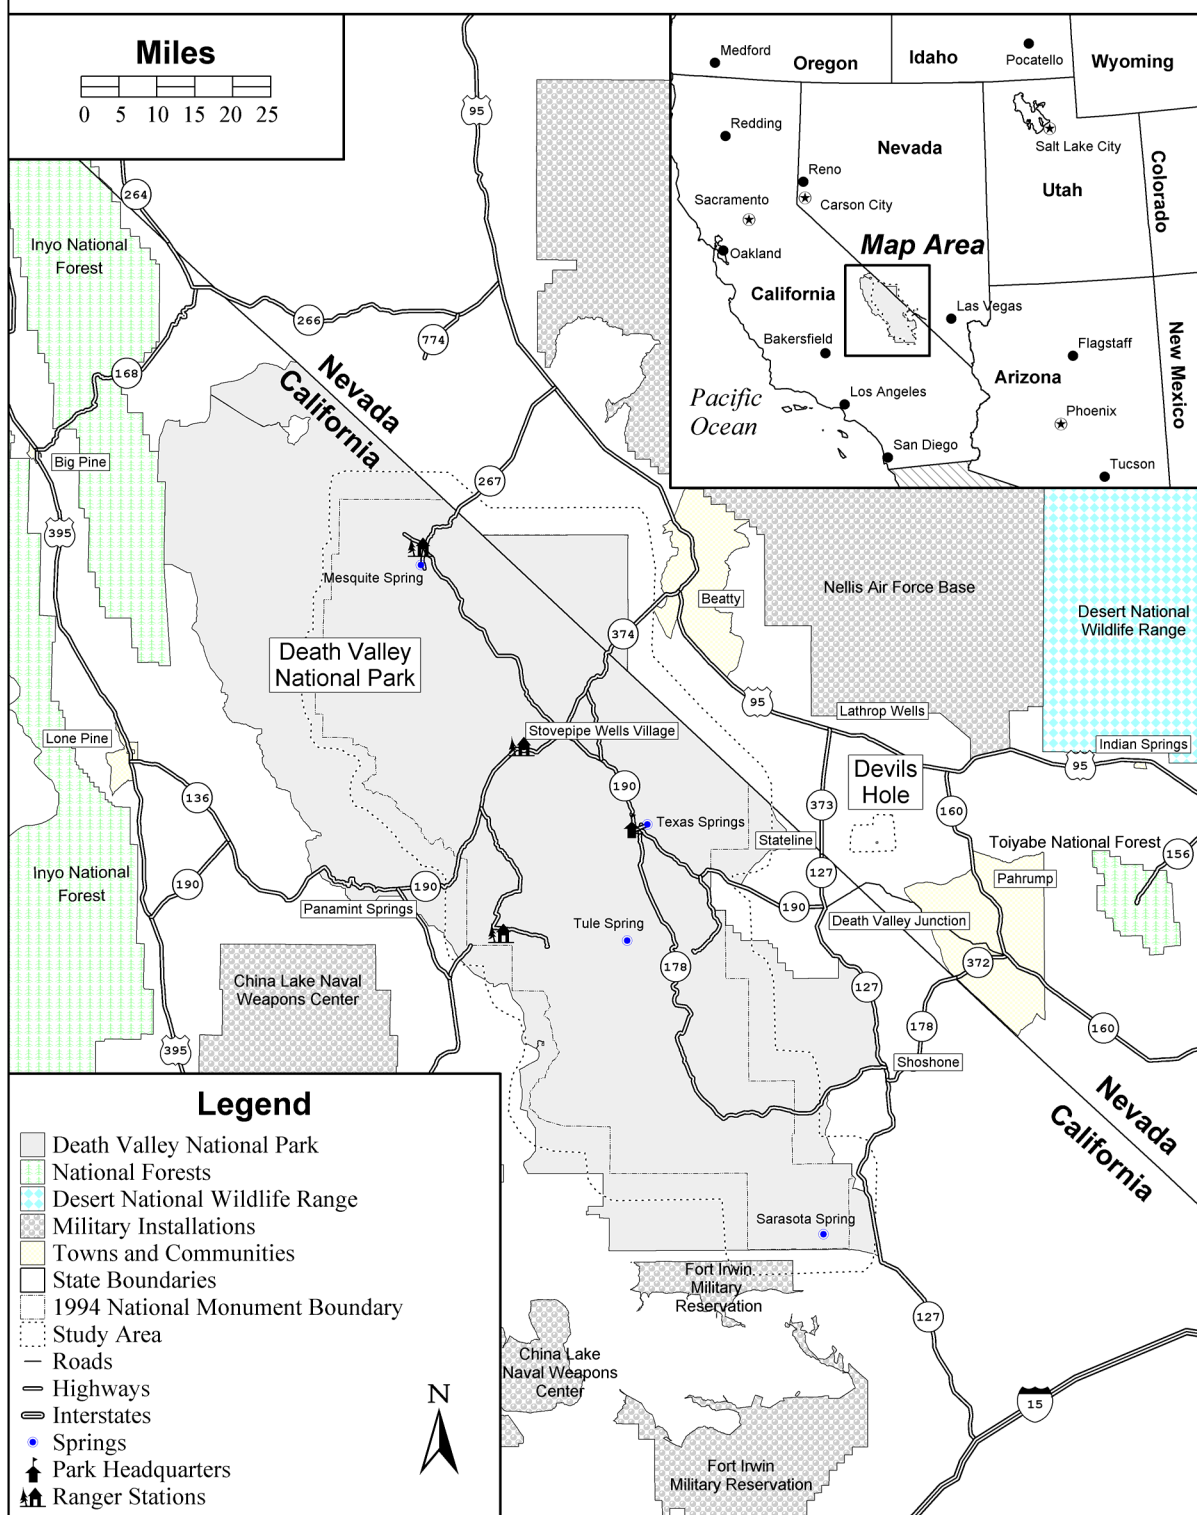 Miles
0 5 10 15 20 25
95
264
Inyo National
Forest
266
774
168
Nevada
California
Big Pine
267
395
Mesquite Spring
Beatty
Nellis Air Force Base
Desert National
Wildlife Range
374
Death Valley
National Park
95
Lathrop Wells
Stovepipe Wells Village
Lone Pine
Indian Springs
95
Devils
Hole
190
136
373
160
Texas Springs
Stateline
Toiyabe National Forest
156
127
Inyo National
Forest
190
190
Pahrump
Panamint Springs
190
Death Valley Junction
Tule Spring
372
178
China Lake Naval
Weapons Center
127
178
160
395
Shoshone
Nevada
California
Sarasota Spring
Fort Irwin
Military
Reservation
127
China Lake
Naval Weapons
Center
15
Fort Irwin
Military Reservation
Medford
Oregon
Idaho
Pocatello
Wyoming
Redding
Nevada
Salt Lake City
Reno
Utah
Colorado
Sacramento
Carson City
Map Area
Oakland
California
Las Vegas
Bakersfield
Flagstaff
New Mexico
Arizona
Los Angeles
Pacific
Ocean
Phoenix
San Diego
Tucson
Legend
Death Valley National Park
National Forests
Desert National Wildlife Range
Military Installations
Towns and Communities
State Boundaries
1994 National Monument Boundary
Study Area
Roads
Highways
Interstates
Springs
Park Headquarters
Ranger Stations
N